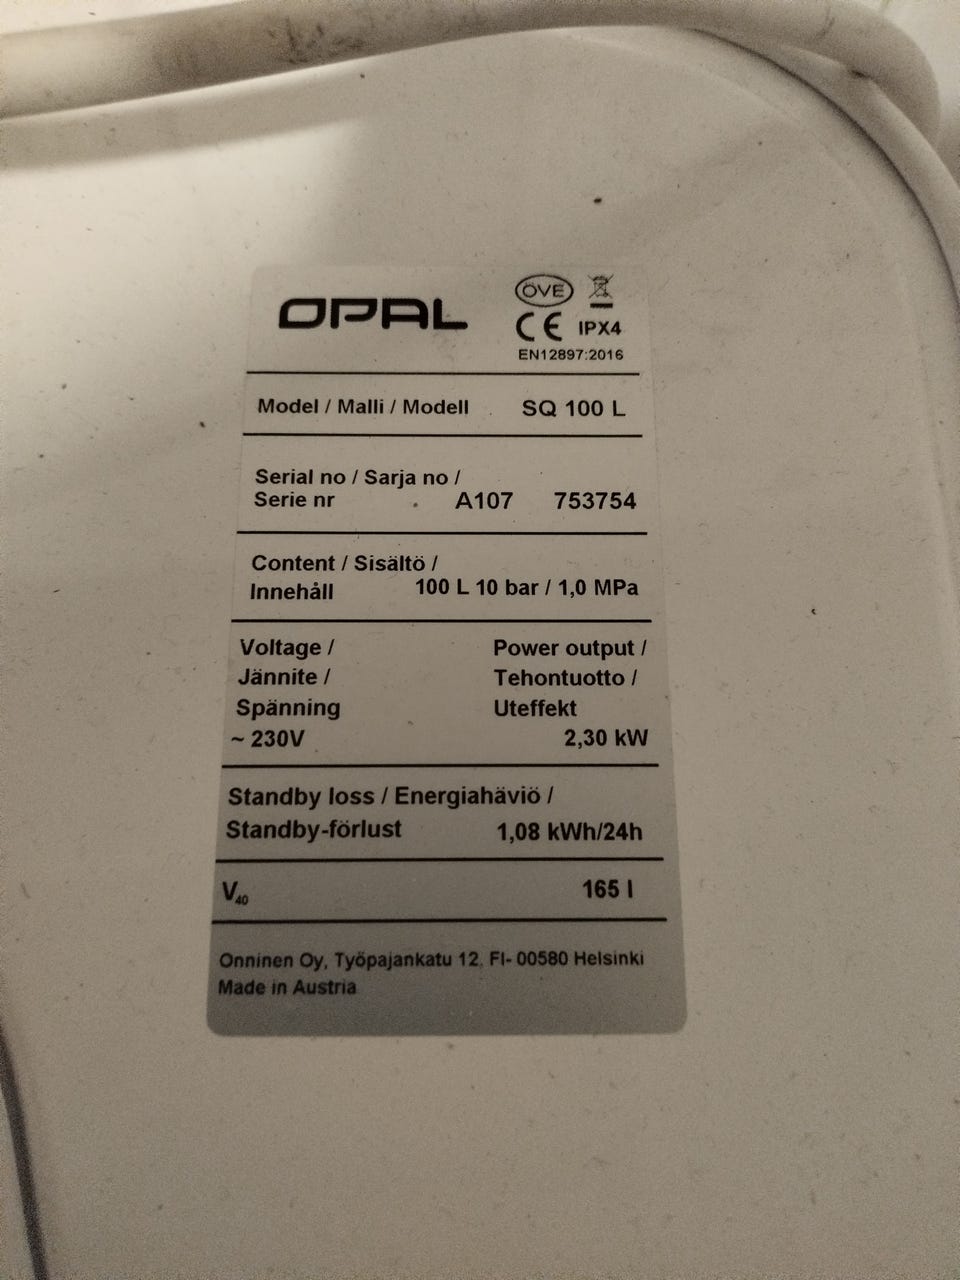 OPAL
ÖVE
CE IPX4
EN12897:2016
Model / Malli / Modell SQ 100 L
Serial no / Sarja no /
Serie nr A107 753754
Content / Sisältö /
Innehåll 100 L 10 bar / 1,0 MPa
Voltage / Power output /
Jännite / Tehontuotto /
Spänning Uteffekt
~ 230V 2,30 kW
Standby loss / Energiahäviö /
Standby-förlust 1,08 kWh/24h
V40 165 l
Onninen Oy, Työpajankatu 12, FI- 00580 Helsinki
Made in Austria